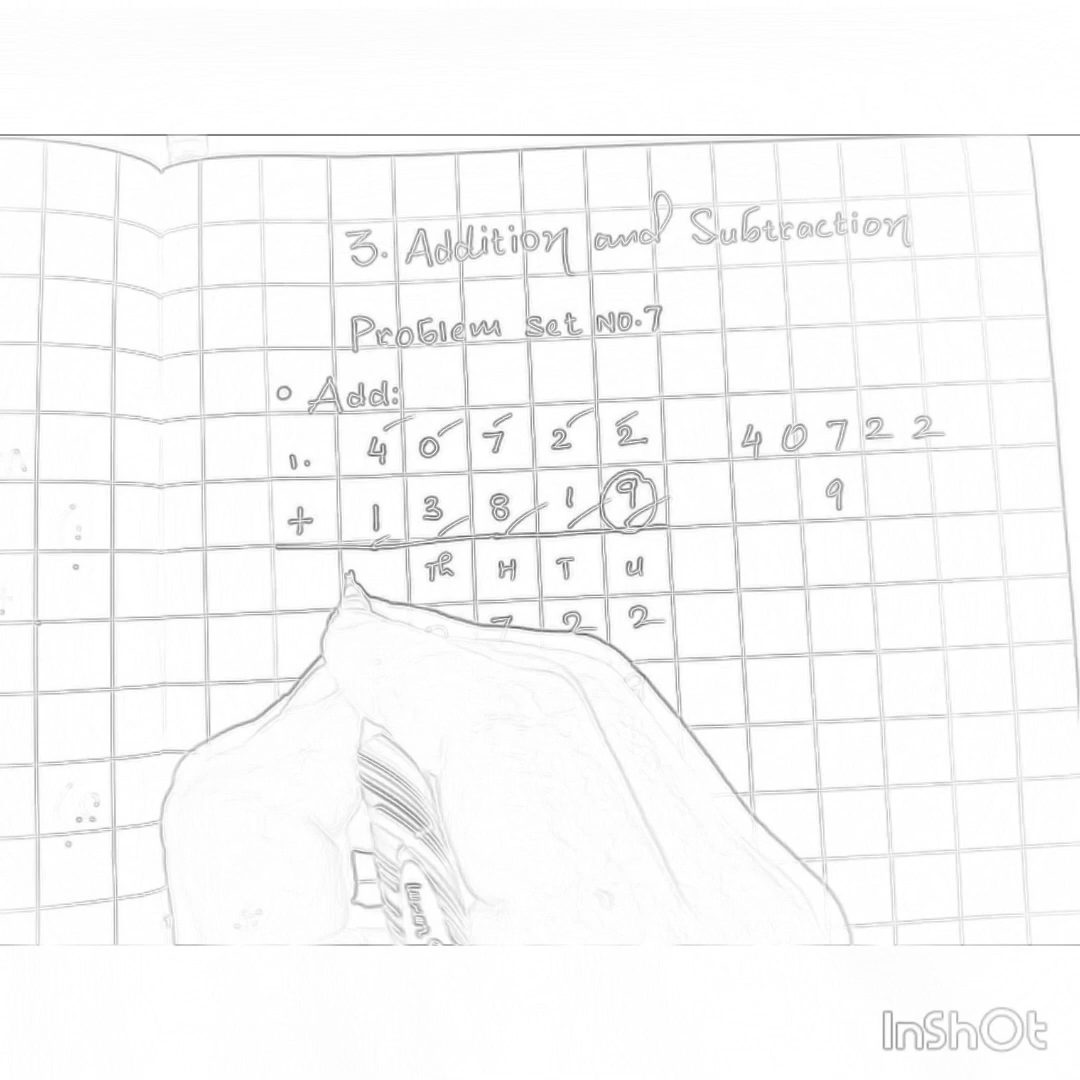 3. Addition and Subtraction
Problem set NO.7
Add:
1. 4 0 7 2 2
+ 1 3 8 1 9
40722
9
Th H T U
7 2 2
InShOt